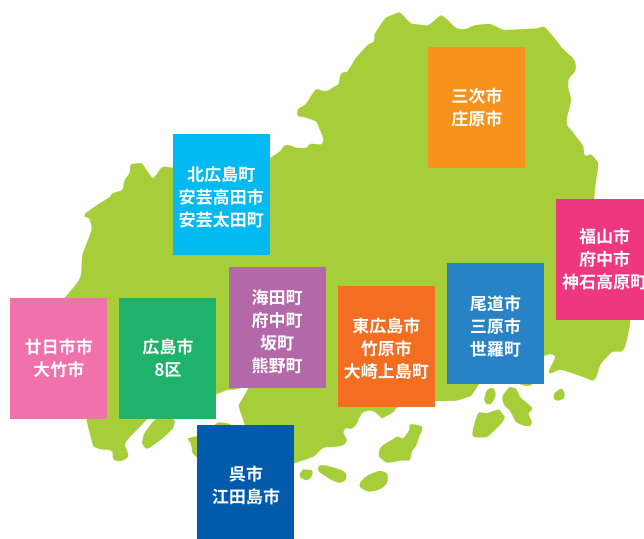 三次市
庄原市
北広島町
安芸高田市
安芸太田町
福山市
府中市
神石高原町
海田町
府中町
坂町
熊野町
尾道市
三原市
世羅町
東広島市
竹原市
大崎上島町
廿日市市
大竹市
広島市
8区
呉市
江田島市